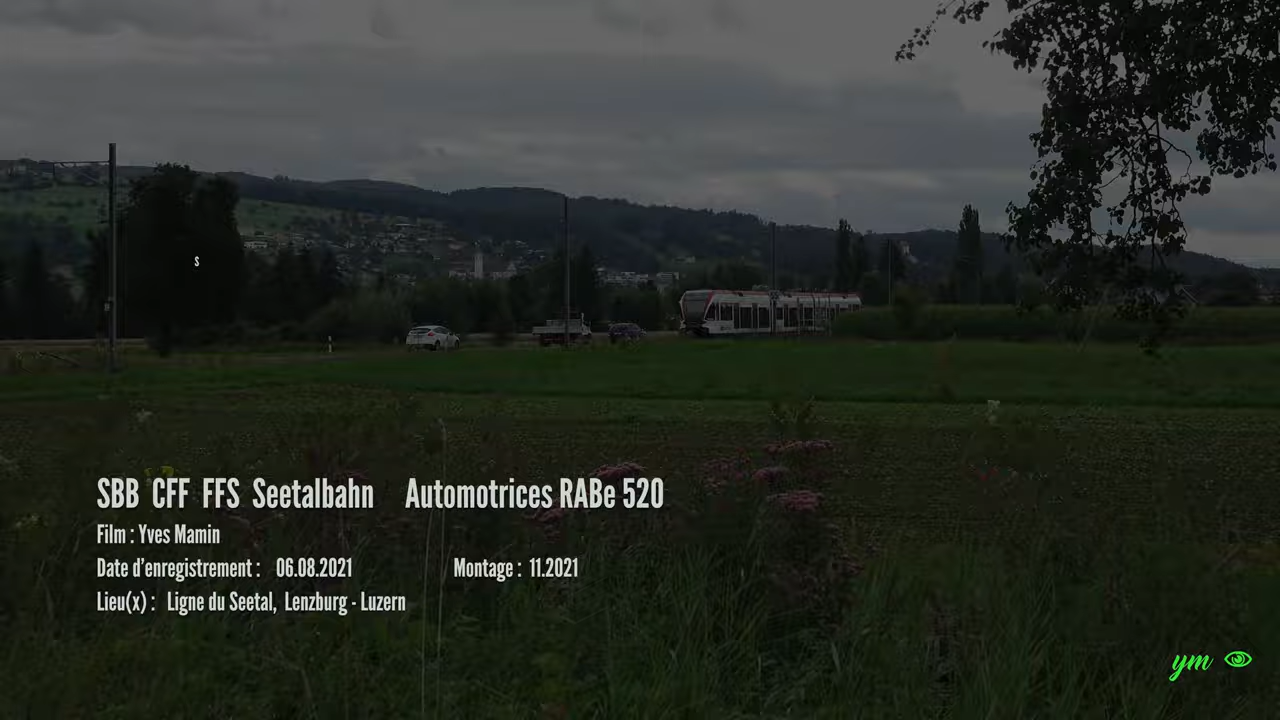 s
SBB CFF FFS Seetalbahn Automotrices RABe 520
Film : Yves Mamin
Date d'enregistrement : 06.08.2021 Montage : 11.2021
Lieu(x) : Ligne du Seetal, Lenzburg - Luzern
ym